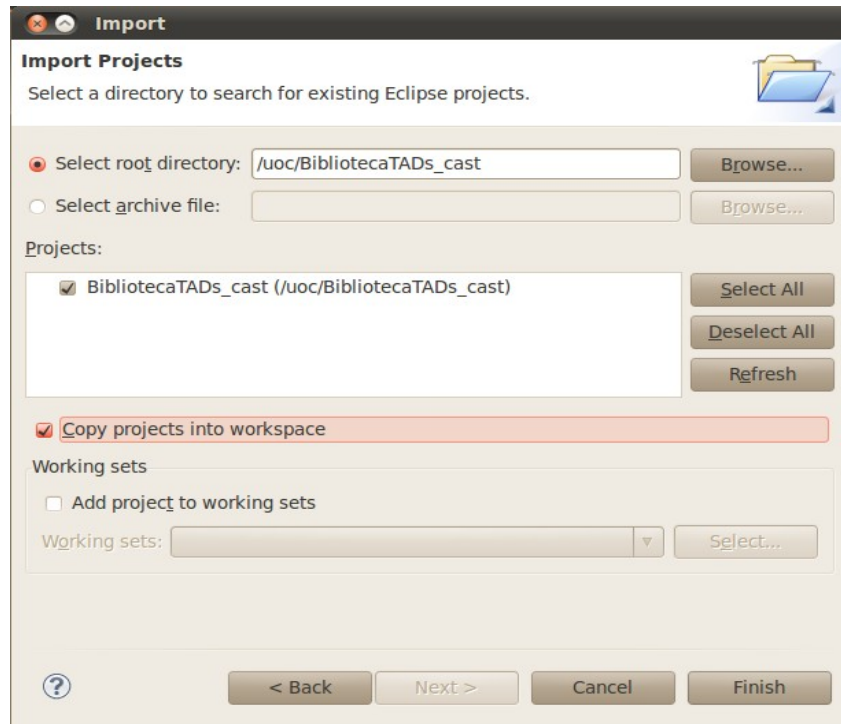 Import
Import Projects
Select a directory to search for existing Eclipse projects.
Select root directory: /uoc/BibliotecaTADs_cast Browse...
Select archive file: Browse...
Projects:
BibliotecaTADs_cast (/uoc/BibliotecaTADs_cast) Select All
Deselect All
Refresh
Copy projects into workspace
Working sets
Add project to working sets
Working sets: Select...
? < Back Next > Cancel Finish